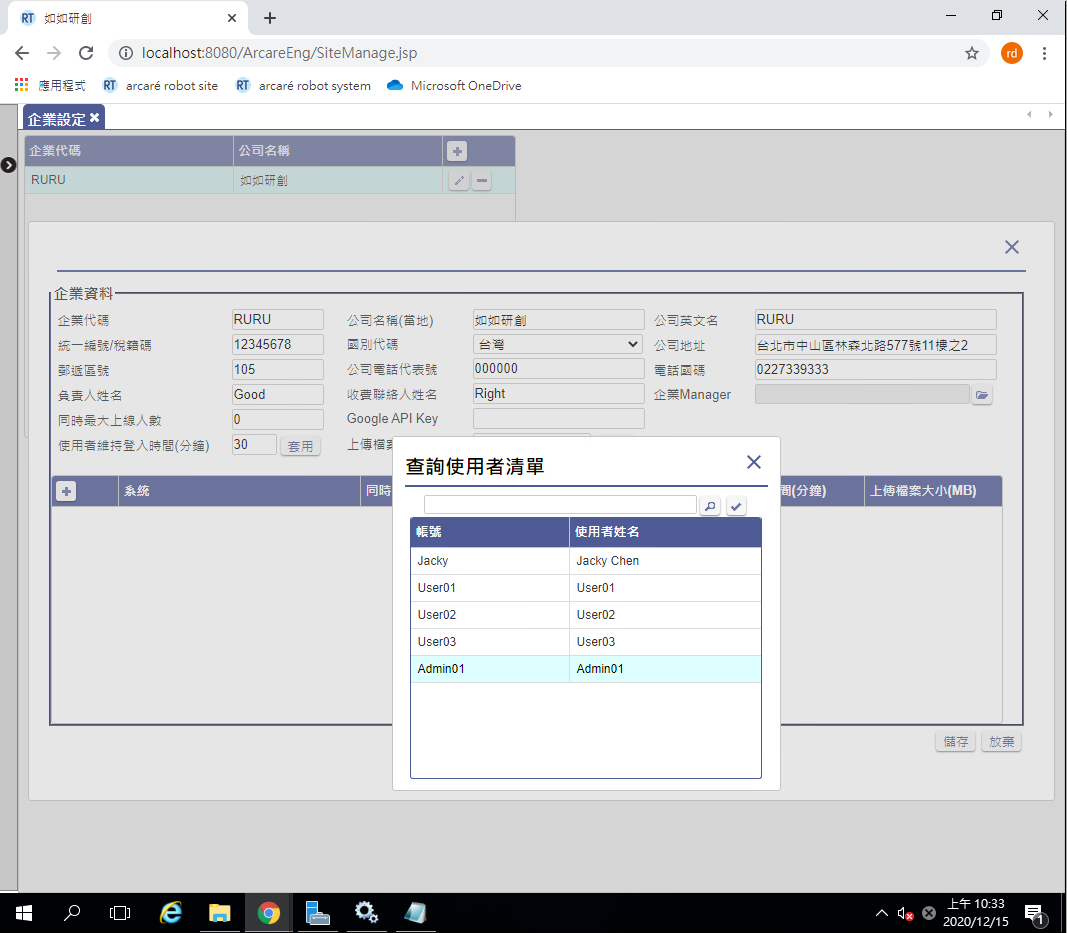 RT 如如研創
localhost:8080/ArcareEng/SiteManage.jsp
rd
應用程式 RT arcaré robot site RT arcaré robot system Microsoft OneDrive
企業設定
企業代碼 公司名稱
RURU 如如研創
企業資料
企業代碼 RURU 公司名稱(當地) 如如研創 公司英文名 RURU
統一編號/稅籍碼 12345678 國別代碼 台灣 公司地址 台北市中山區林森北路577號11樓之2
郵遞區號 105 公司電話代表號 000000 電話國碼 0227339333
負責人姓名 Good 收費聯絡人姓名 Right 企業Manager
同時最大上線人數 0 Google API Key
使用者維持登入時間(分鐘) 30 套用 上傳檔案
系統 同時 間(分鐘) 上傳檔案大小(MB)
查詢使用者清單
帳號 使用者姓名
Jacky Jacky Chen
User01 User01
User02 User02
User03 User03
Admin01 Admin01
儲存 放棄
上午 10:33
2020/12/15
1